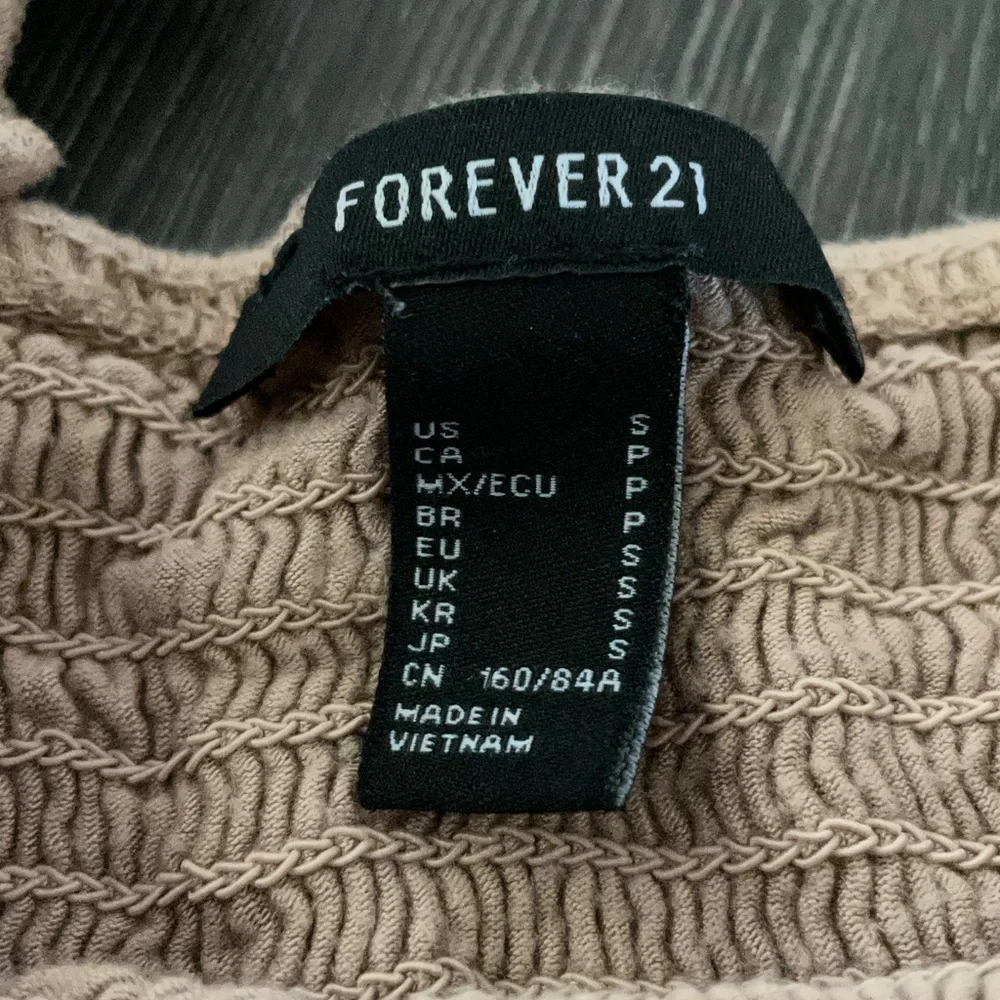 FOREVER 21
US S
CA P
MX/ECU P
BR P
EU S
UK S
KR S
JP S
CN 160/84A
MADE IN
VIETNAM